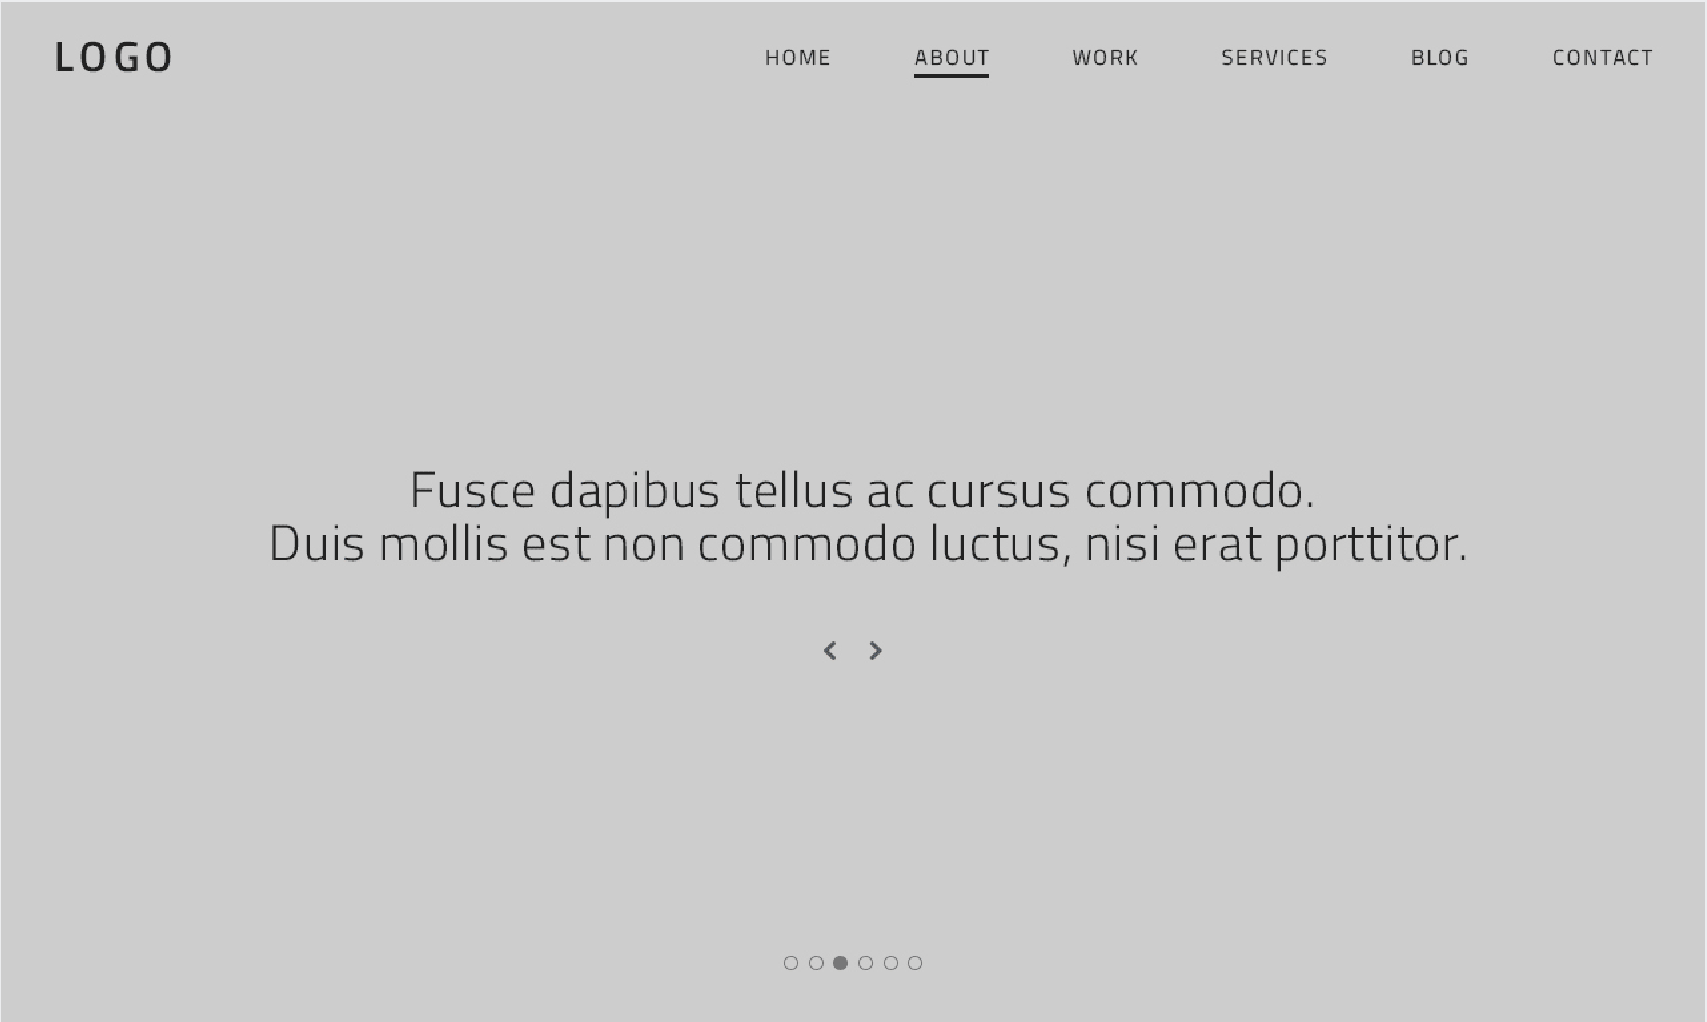 LOGO
HOME ABOUT WORK SERVICES BLOG CONTACT
Fusce dapibus tellus ac cursus commodo.
Duis mollis est non commodo luctus, nisi erat porttitor.